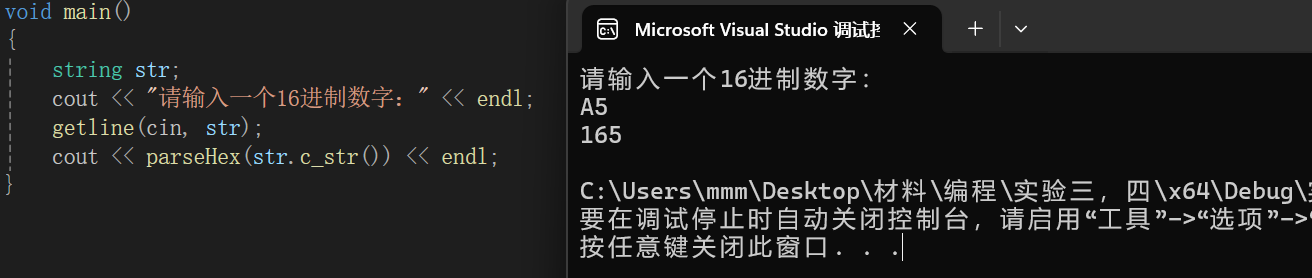 void main()
{
string str;
cout << "请输入一个16进制数字：" << endl;
getline(cin, str);
cout << parseHex(str.c_str()) << endl;
}
Microsoft Visual Studio 调试
请输入一个16进制数字：
A5
165
C:\Users\mmm\Desktop\材料\编程\实验三，四\x64\Debug\
要在调试停止时自动关闭控制台，请启用“工具”->“选项”->
按任意键关闭此窗口. . .